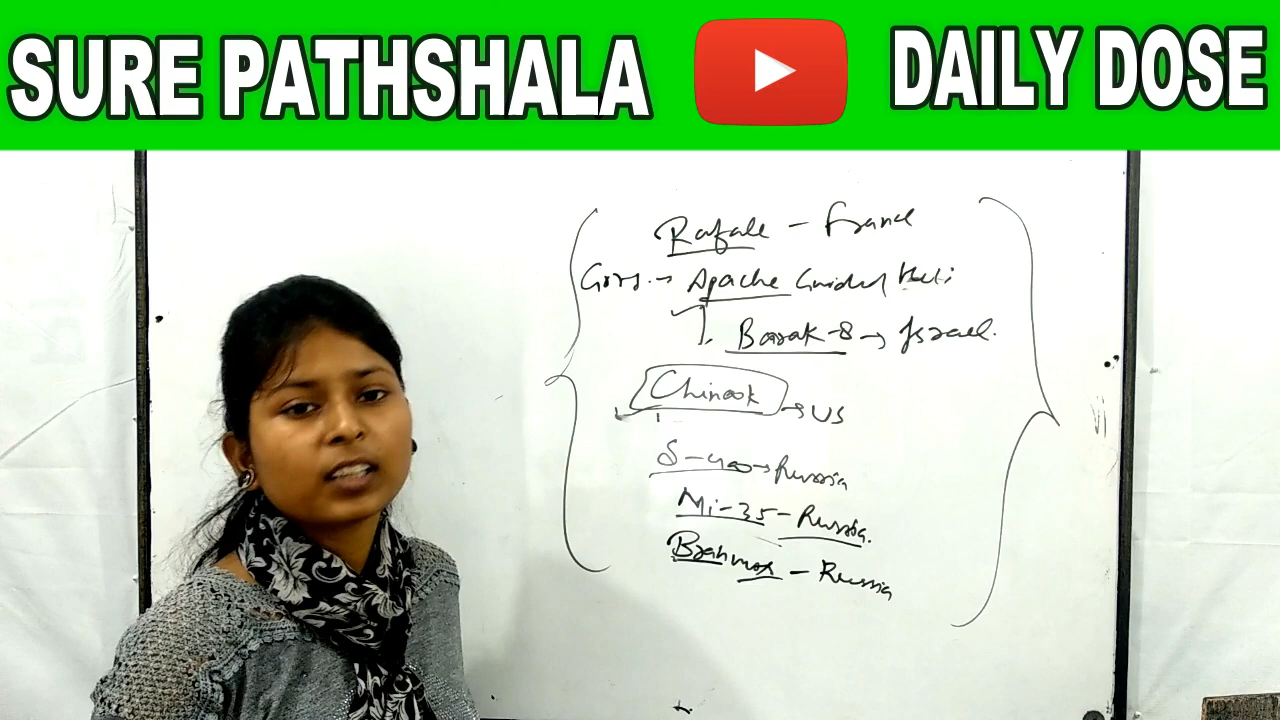 SURE PATHSHALA DAILY DOSE
Rafale - France
→ Apache Guided Heli
Barak-8 → Israel.
Chinook → US
S-400 → Russia
Mi-35 - Russia.
Brahmos - Russia